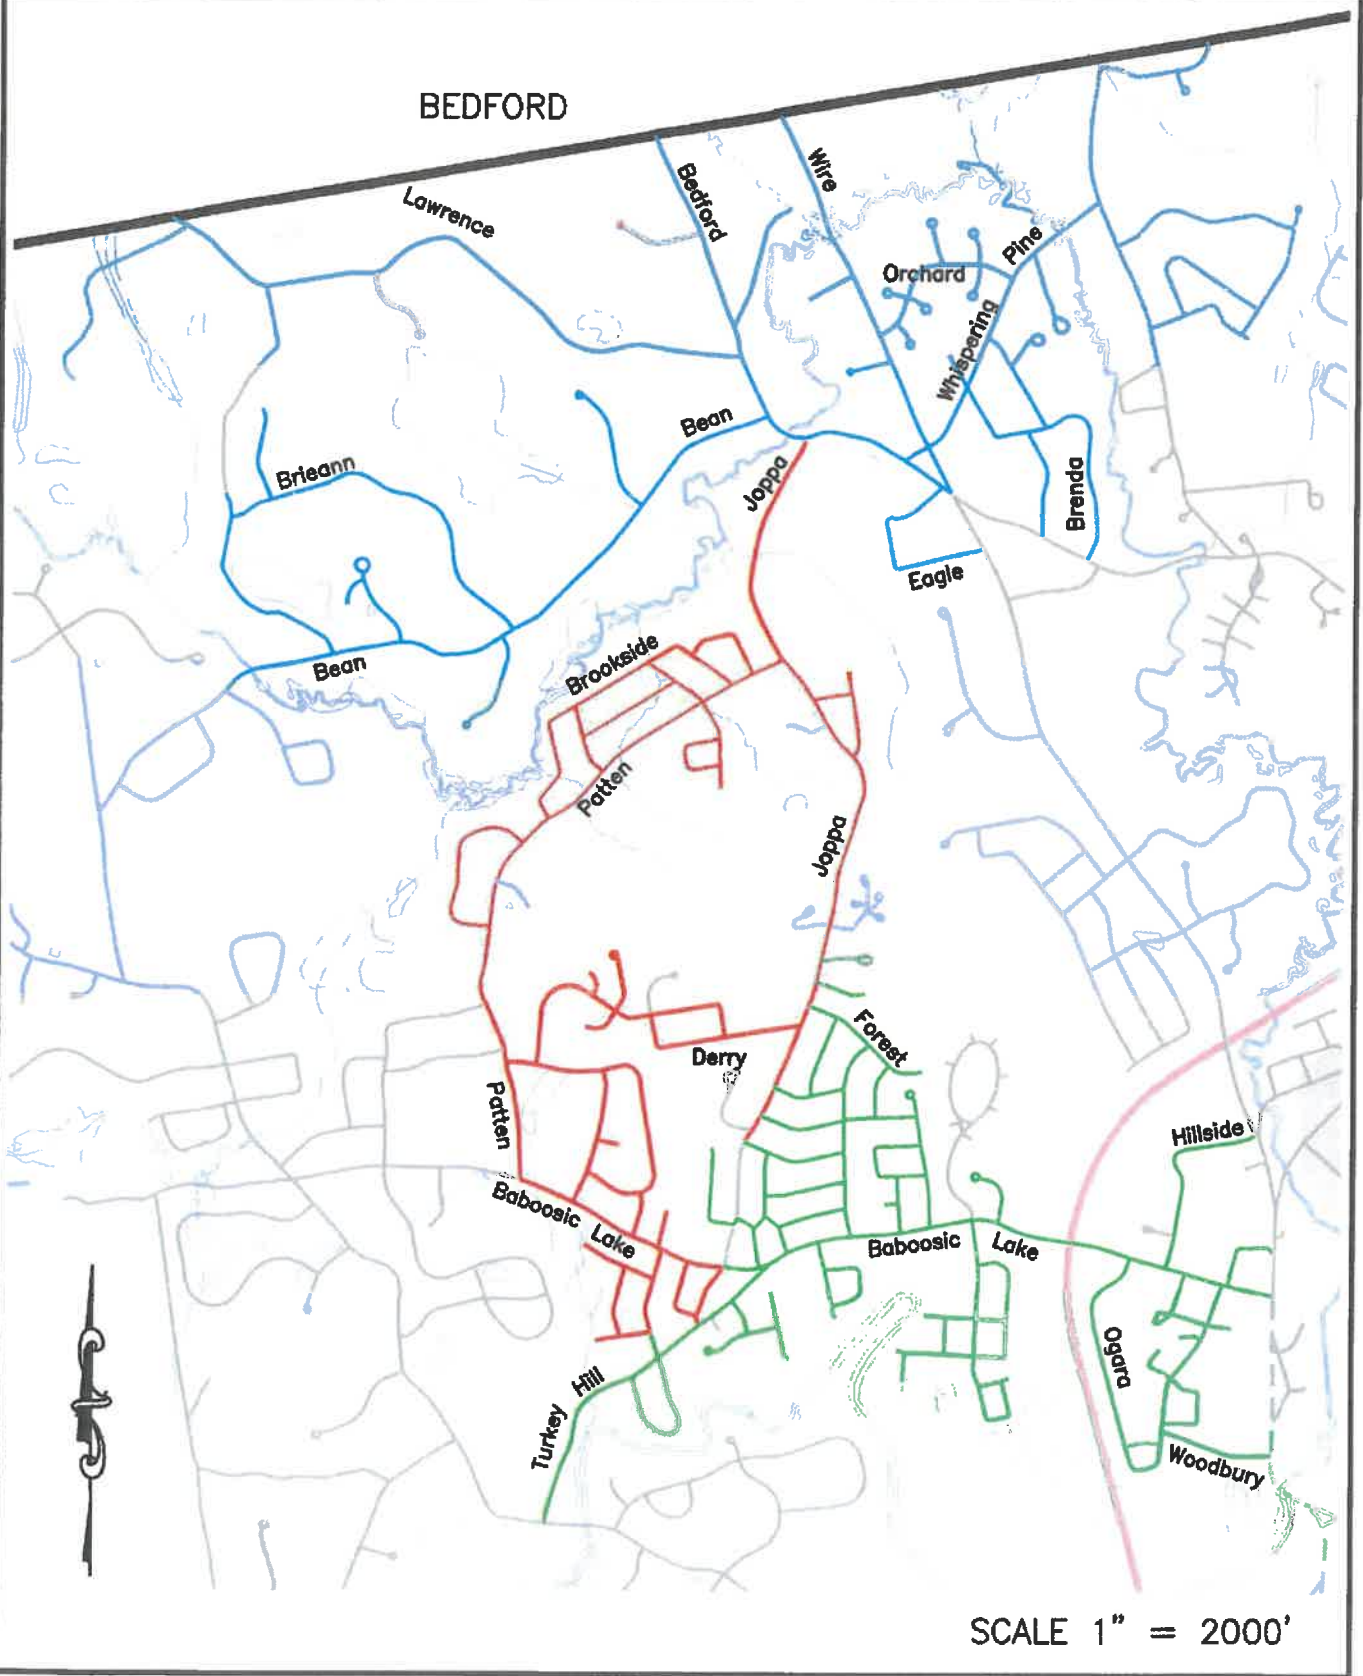 BEDFORD
Lawrence
Bedford
Wire
Orchard
Pine
Whispering
Bean
Brieann
Joppa
Brenda
Eagle
Bean
Brookside
Patten
Joppa
Forest
Derry
Patten
Hillside
Baboosic Lake
Baboosic Lake
Ogara
Turkey Hill
Woodbury
SCALE 1" = 2000'